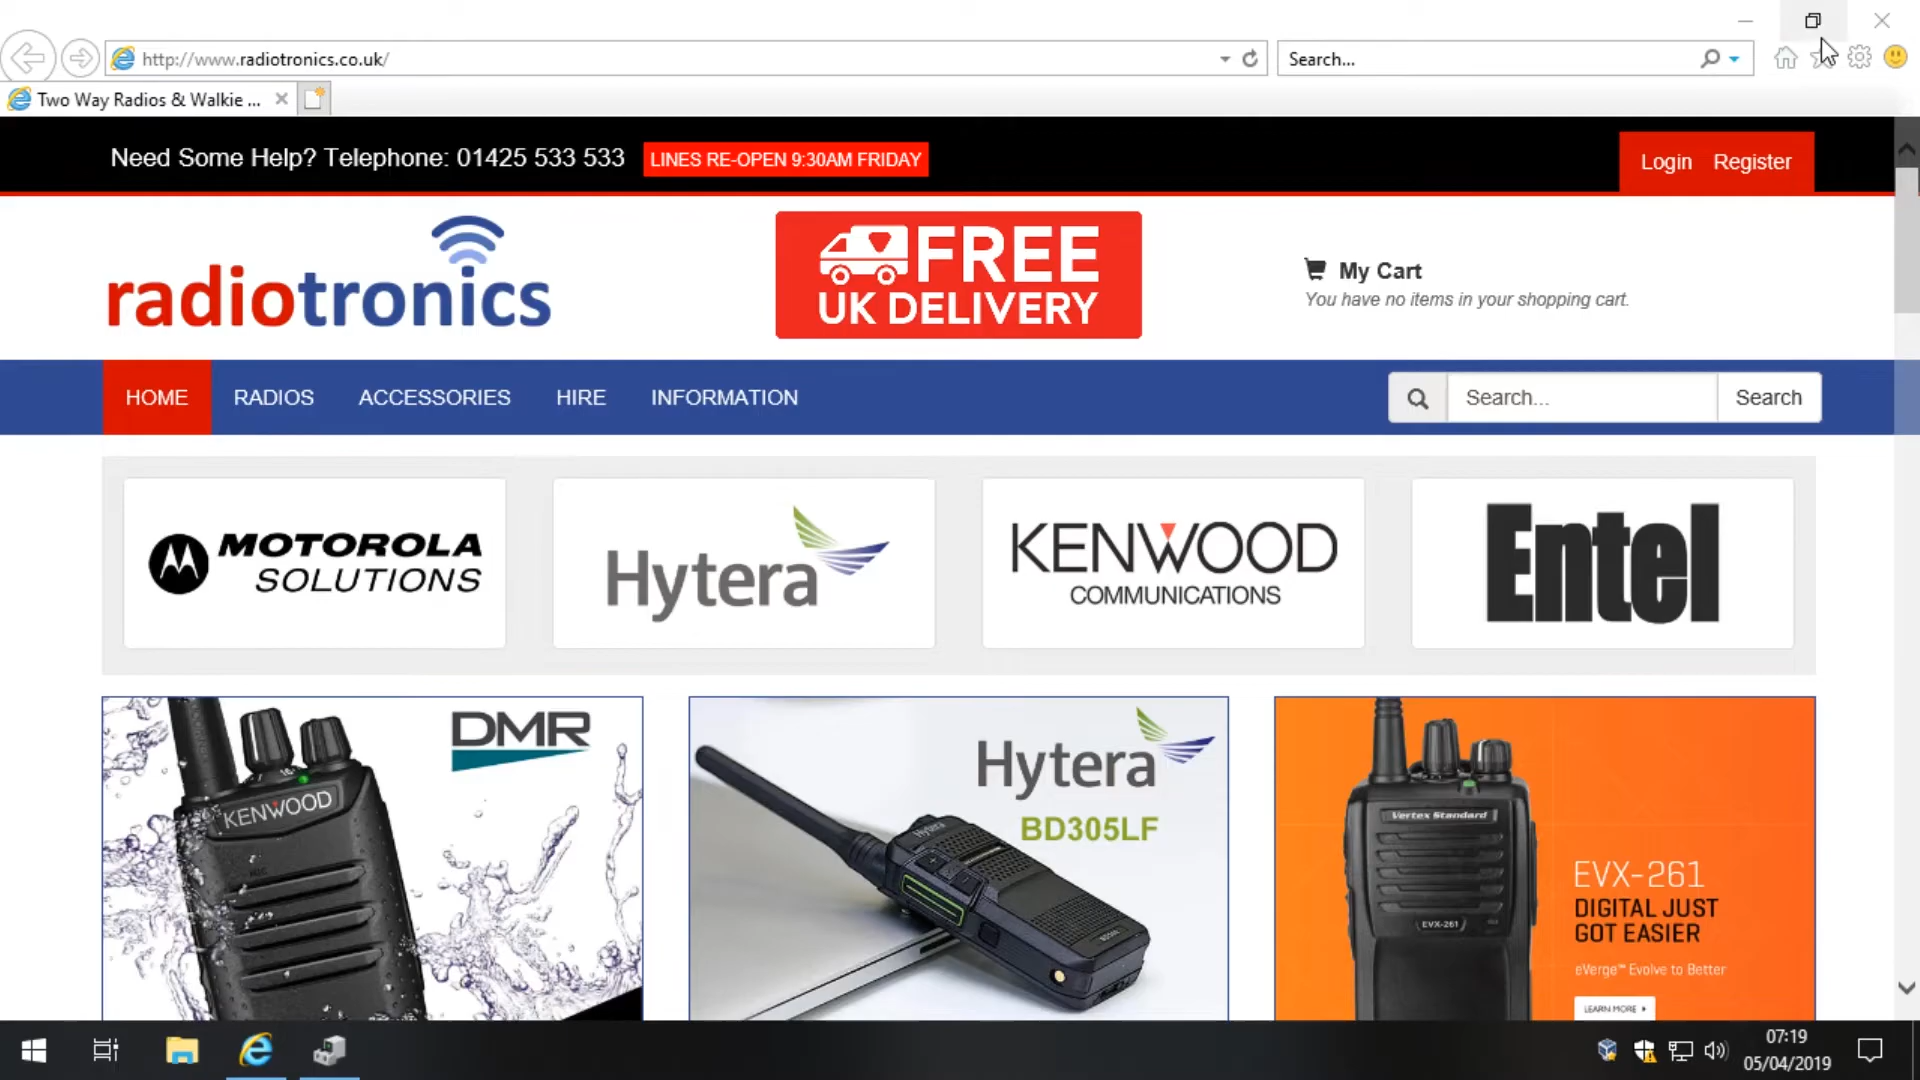 http://www.radiotronics.co.uk/
Search...
Two Way Radios & Walkie ...
Need Some Help? Telephone: 01425 533 533
LINES RE-OPEN 9:30AM FRIDAY
Login Register
radiotronics
FREE
UK DELIVERY
My Cart
You have no items in your shopping cart.
HOME RADIOS ACCESSORIES HIRE INFORMATION
Search...
Search
MOTOROLA
SOLUTIONS
Hytera
KENWOOD
COMMUNICATIONS
Entel
DMR
KENWOOD
Hytera
BD305LF
Hytera
Vertex Standard
EVX-261
EVX-261
DIGITAL JUST
GOT EASIER
eVerge™ Evolve to Better
LEARN MORE
07:19
05/04/2019